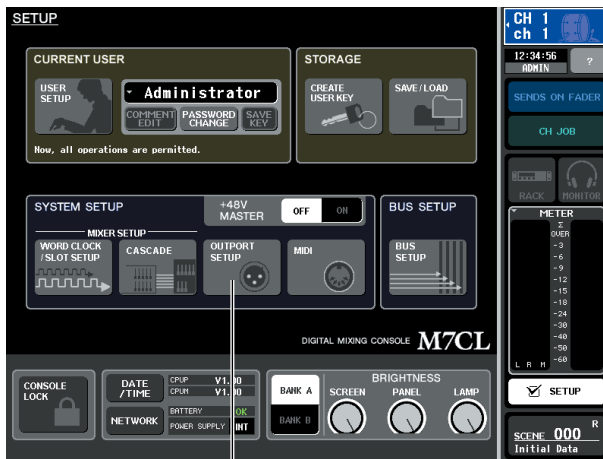 SETUP
CURRENT USER
USER
SETUP
Administrator
COMMENT
EDIT
PASSWORD
CHANGE
SAVE
KEY
Now, all operations are permitted.
STORAGE
CREATE
USER KEY
SAVE/LOAD
SYSTEM SETUP
+48V
MASTER
OFF
ON
MIXER SETUP
WORD CLOCK
/SLOT SETUP
CASCADE
OUTPORT
SETUP
MIDI
BUS SETUP
BUS
SETUP
DIGITAL MIXING CONSOLE M7CL
CONSOLE
LOCK
DATE
/TIME
CPUP V1.00
CPUM V1.00
NETWORK
BATTERY OK
POWER SUPPLY INT
BANK A
BANK B
BRIGHTNESS
SCREEN
PANEL
LAMP
CH 1
ch 1
12:34:56
ADMIN
?
SENDS ON FADER
CH JOB
RACK
MONITOR
METER
Σ
OVER
-3
-6
-9
-12
-15
-18
-24
-30
-40
-50
-60
L R M
SETUP
R
SCENE 000
Initial Data